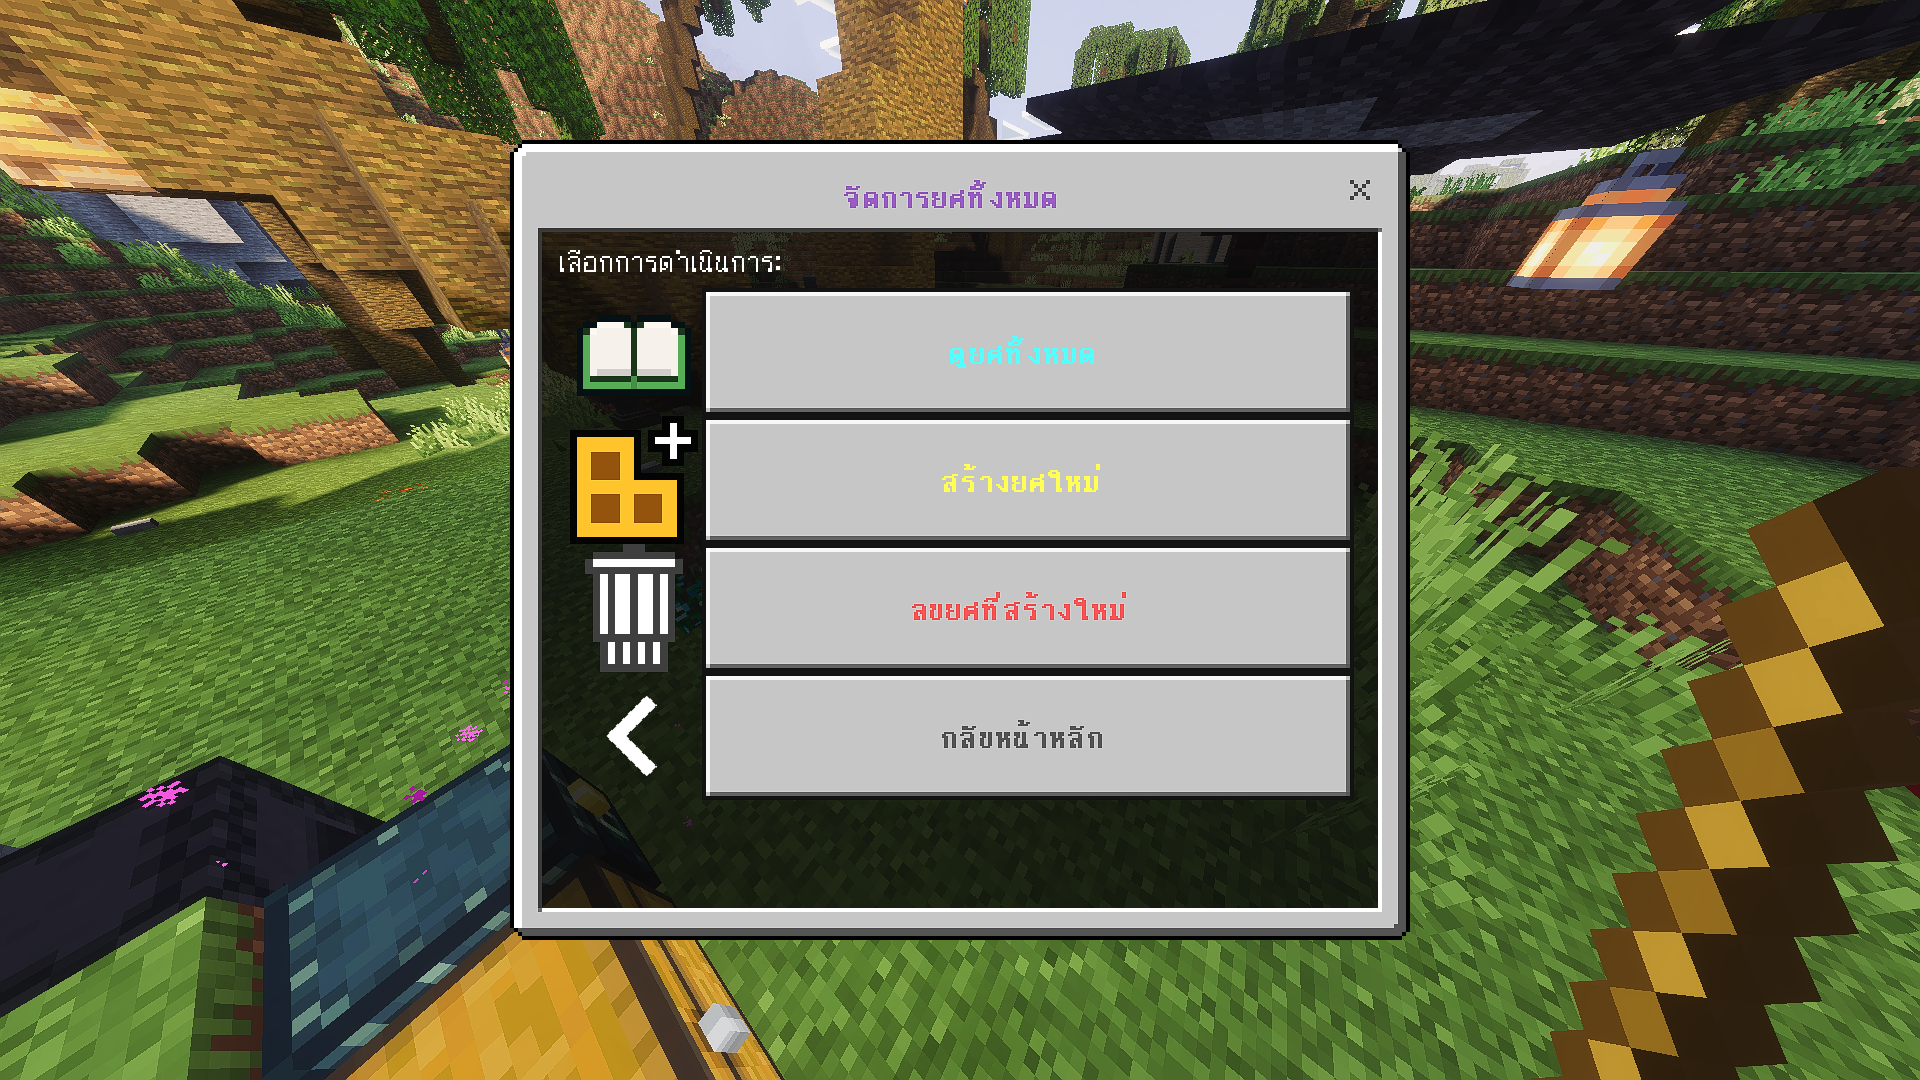 จัดการยศทั้งหมด
เลือกการดำเนินการ:
ดูยศทั้งหมด
สร้างยศใหม่
ลบยศที่สร้างใหม่
กลับหน้าหลัก